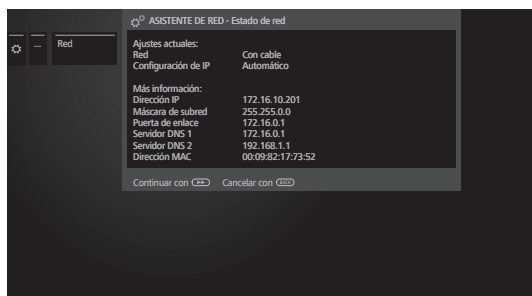 ... Red
ASISTENTE DE RED - Estado de red
Ajustes actuales:
Red Con cable
Configuración de IP Automático
Más información:
Dirección IP 172.16.10.201
Máscara de subred 255.255.0.0
Puerta de enlace 172.16.0.1
Servidor DNS 1 172.16.0.1
Servidor DNS 2 192.168.1.1
Dirección MAC 00:09:82:17:73:52
Continuar con Cancelar con BACK